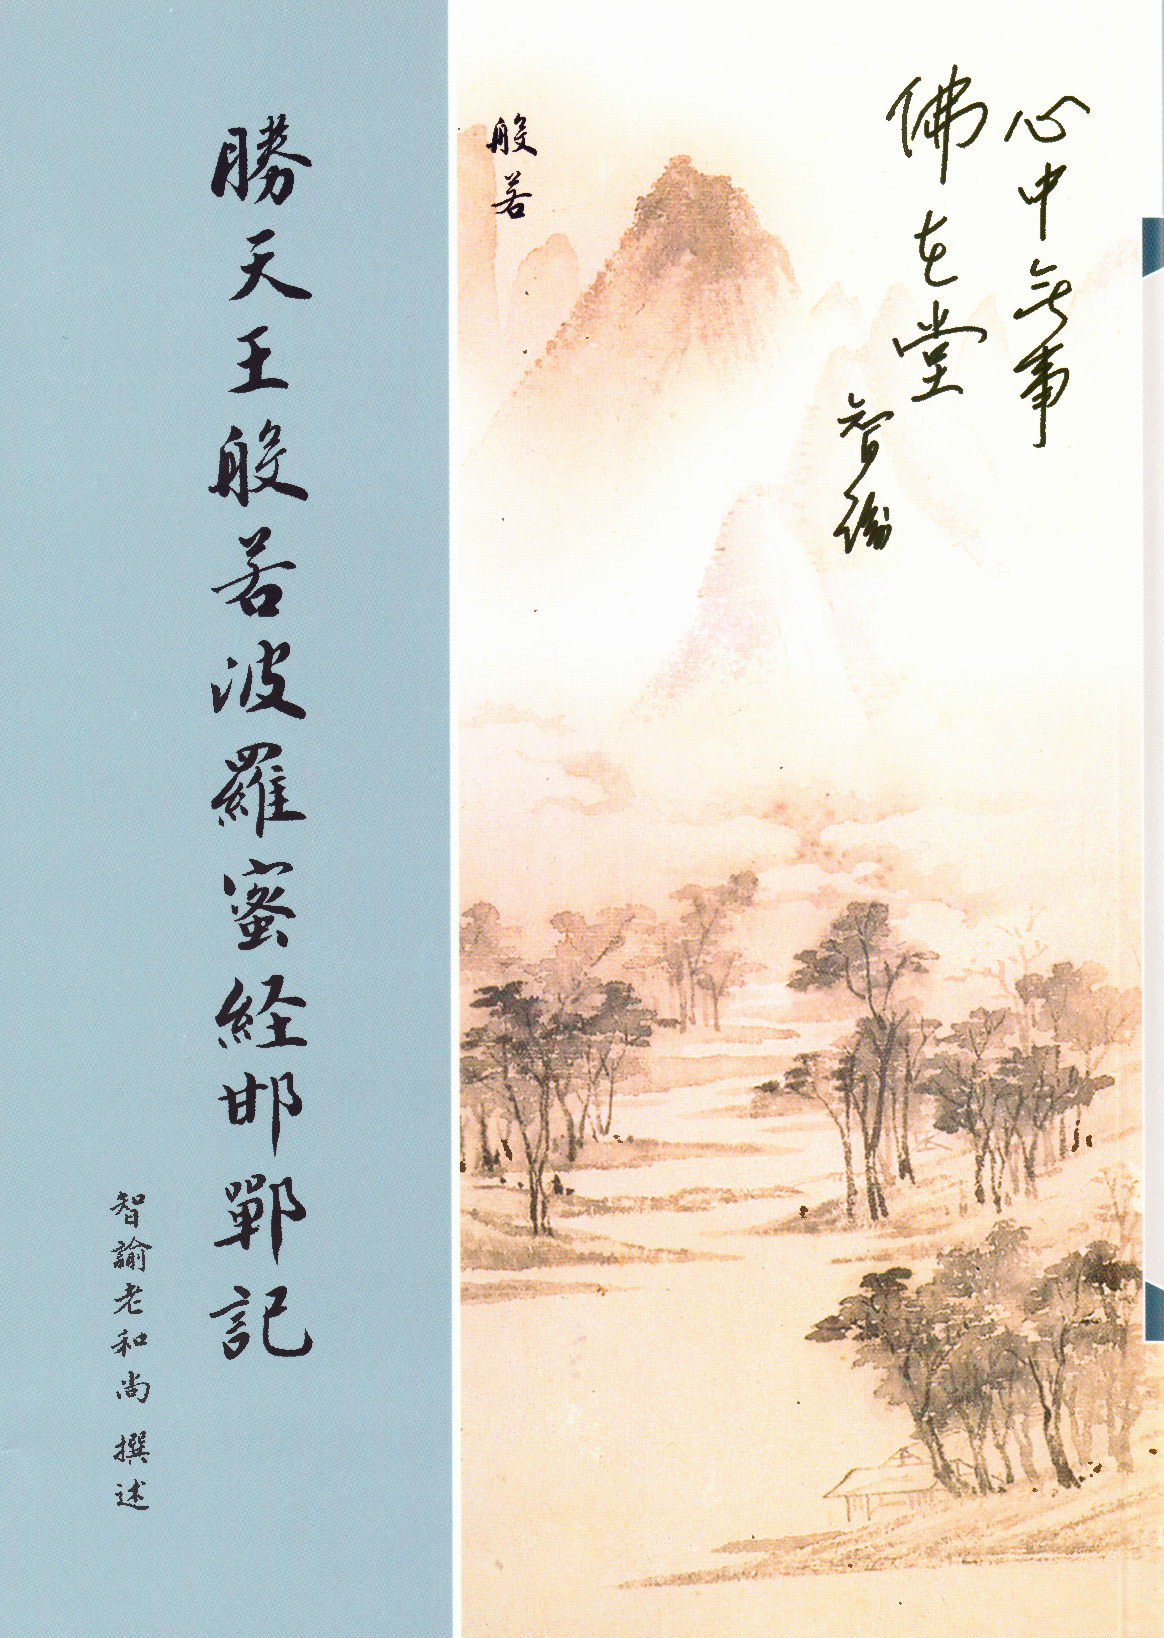 心中無事
佛在堂
智諭
般若
勝天王般若波羅蜜経邯鄲記
智諭老和尚 撰述